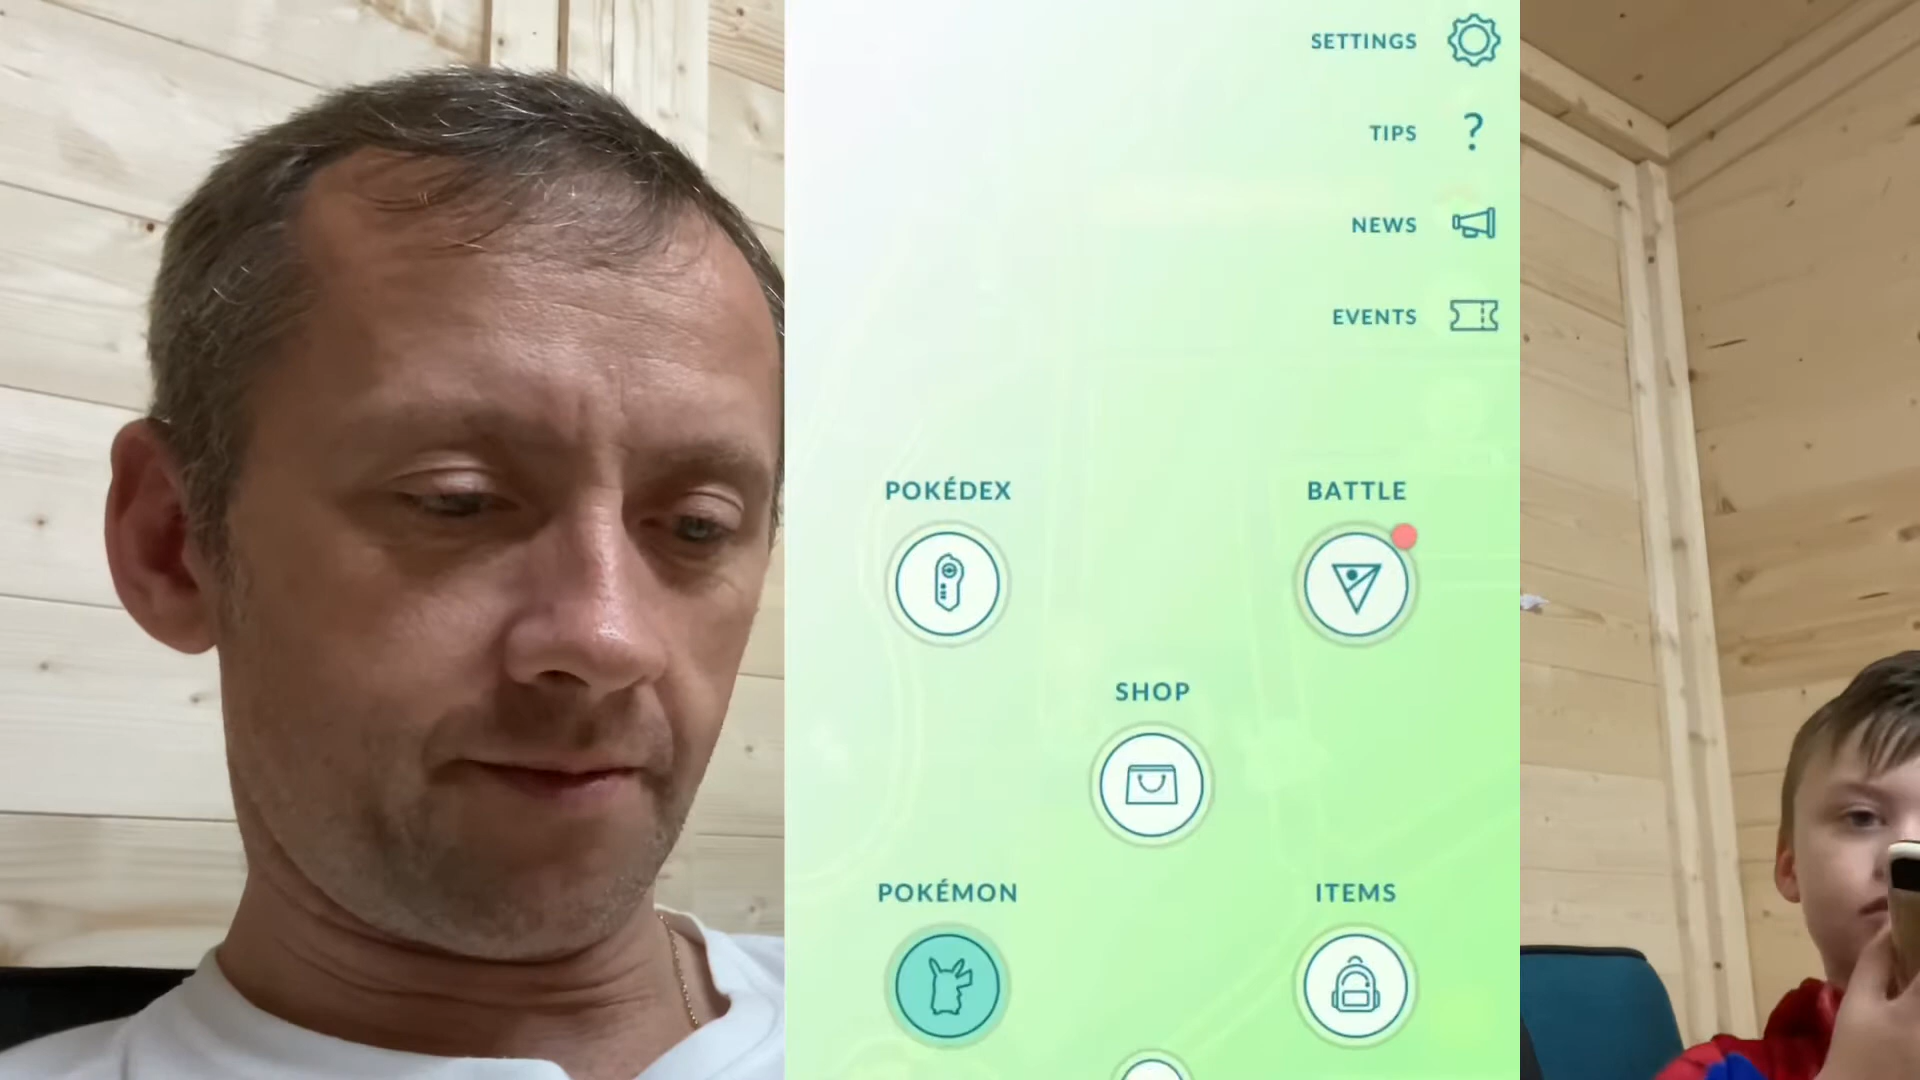 SETTINGS
TIPS
NEWS
EVENTS
POKÉDEX
BATTLE
SHOP
POKÉMON
ITEMS